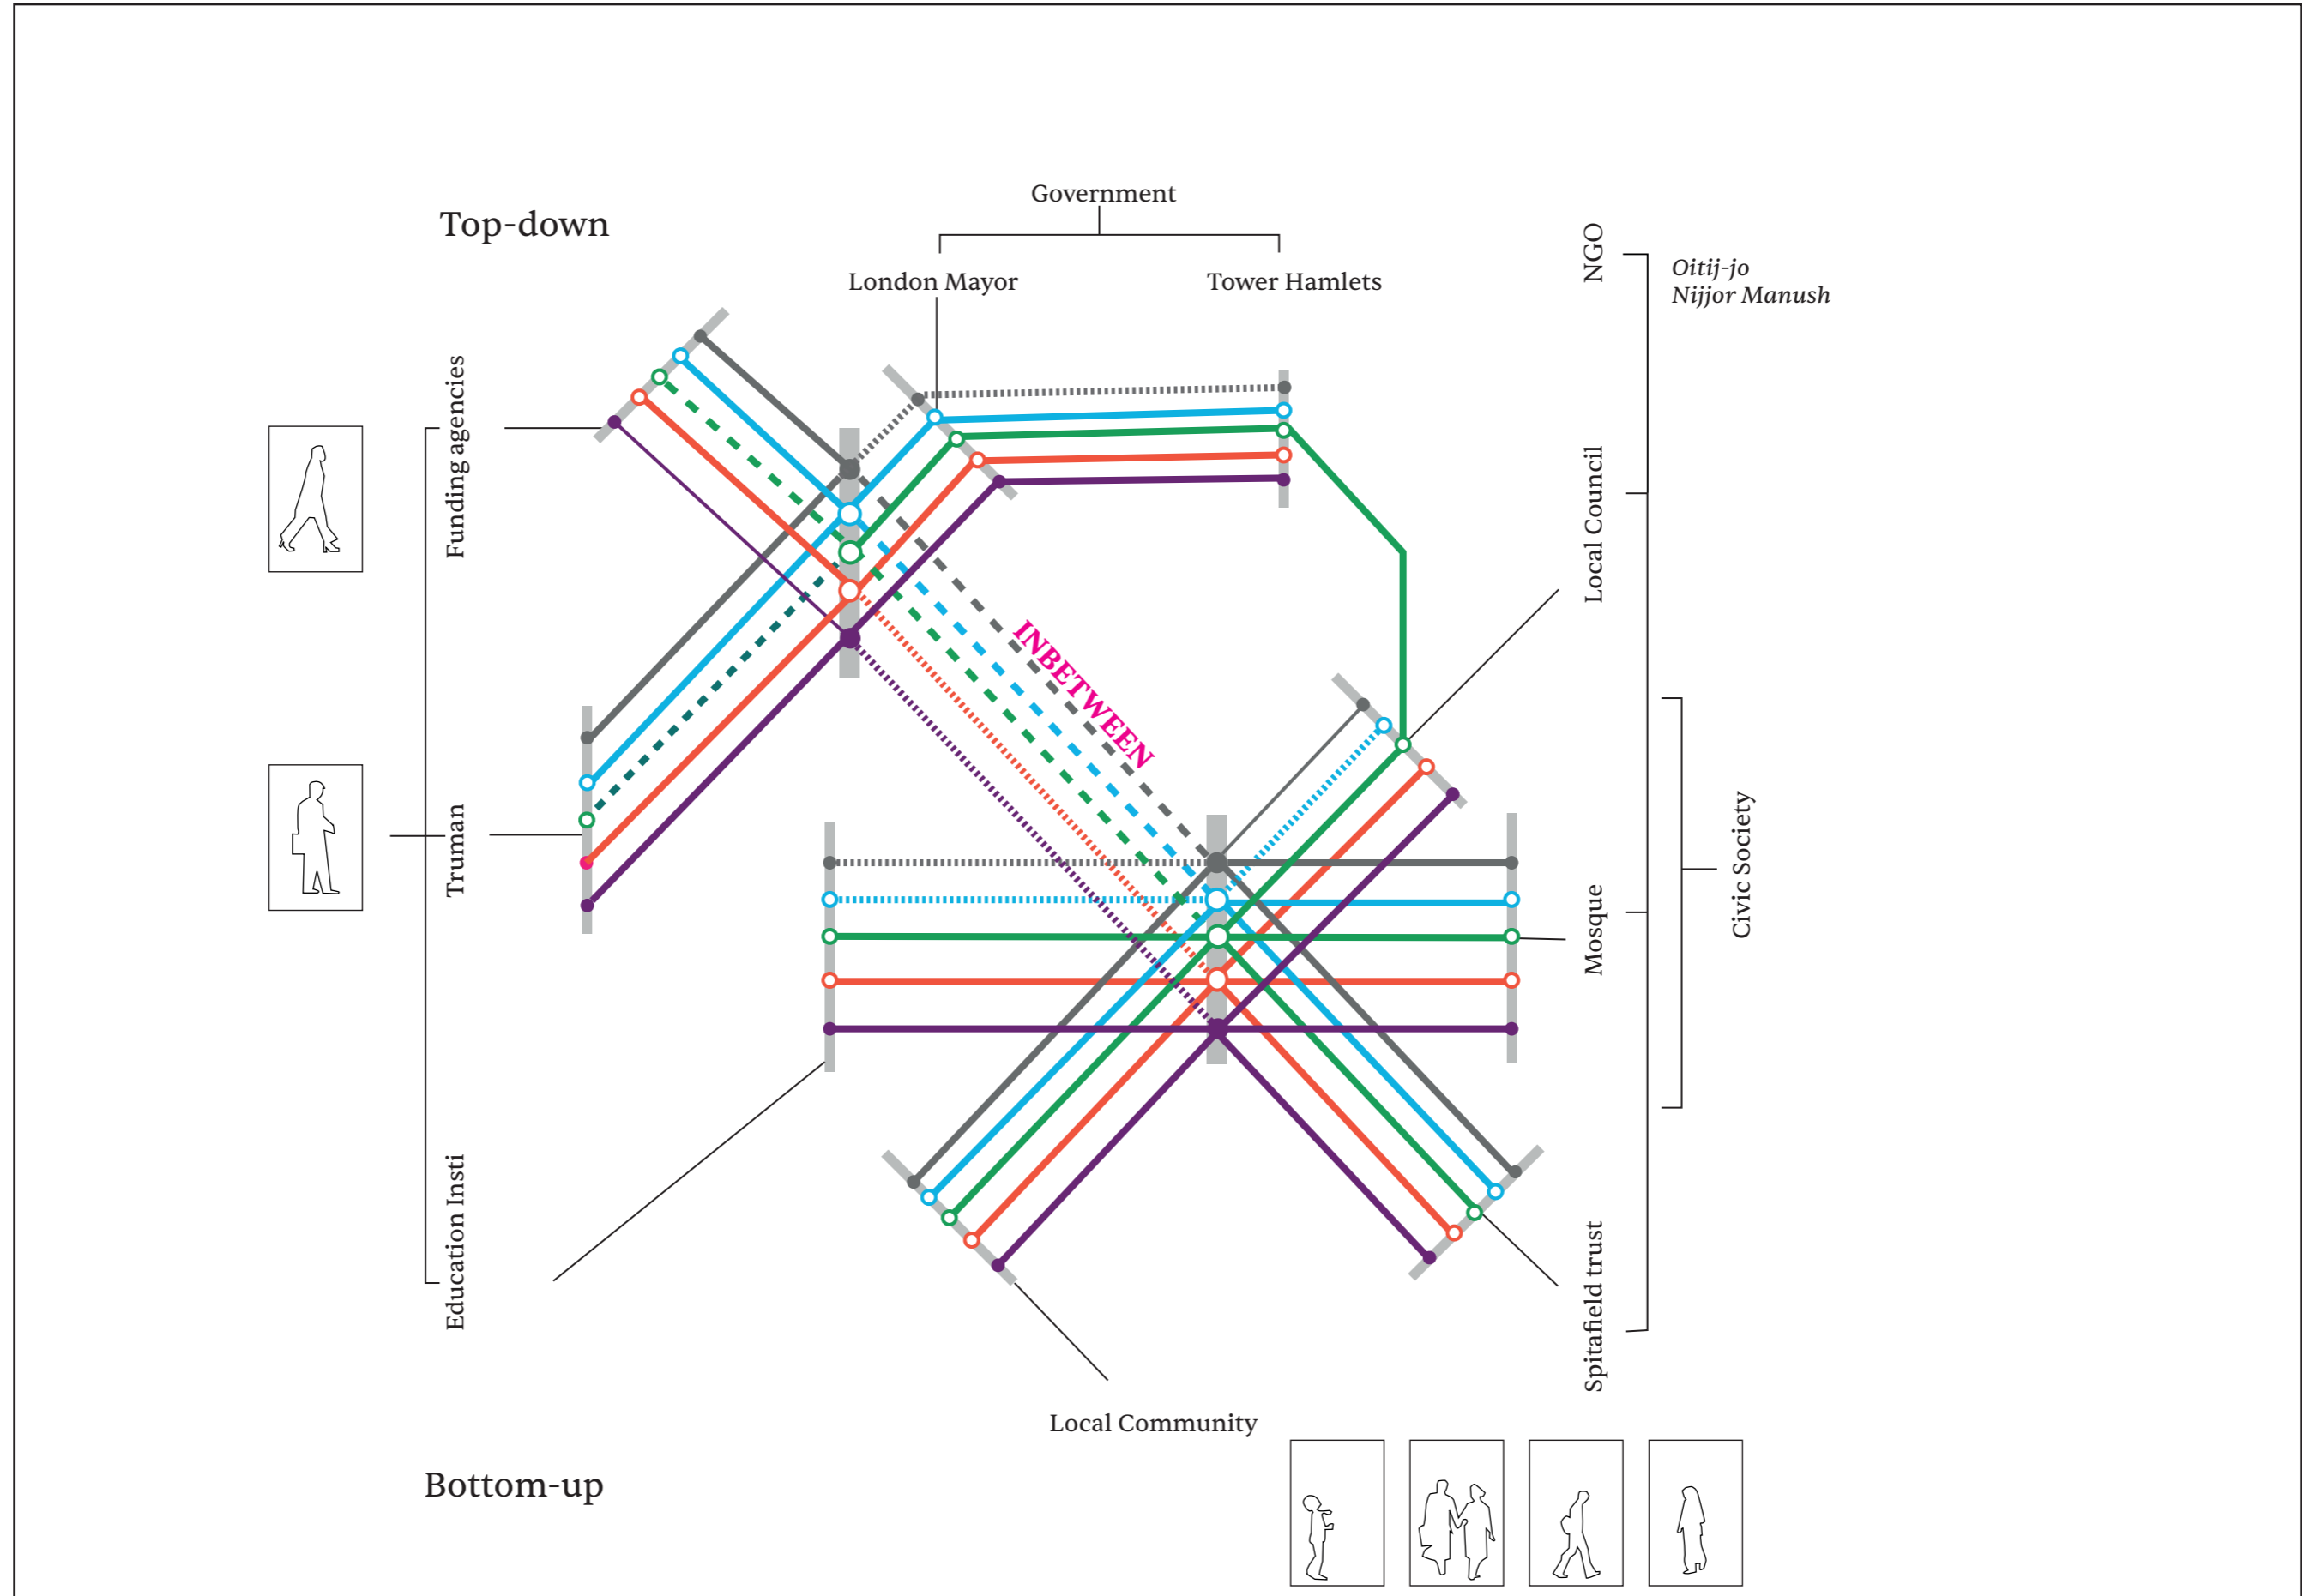 Government
Top-down
London Mayor
Tower Hamlets
NGO
Oitij-jo
Nijjor Manush
Funding agencies
Local Council
INBETWEEN
Truman
Civic Society
Mosque
Education Insti
Spitafield trust
Local Community
Bottom-up